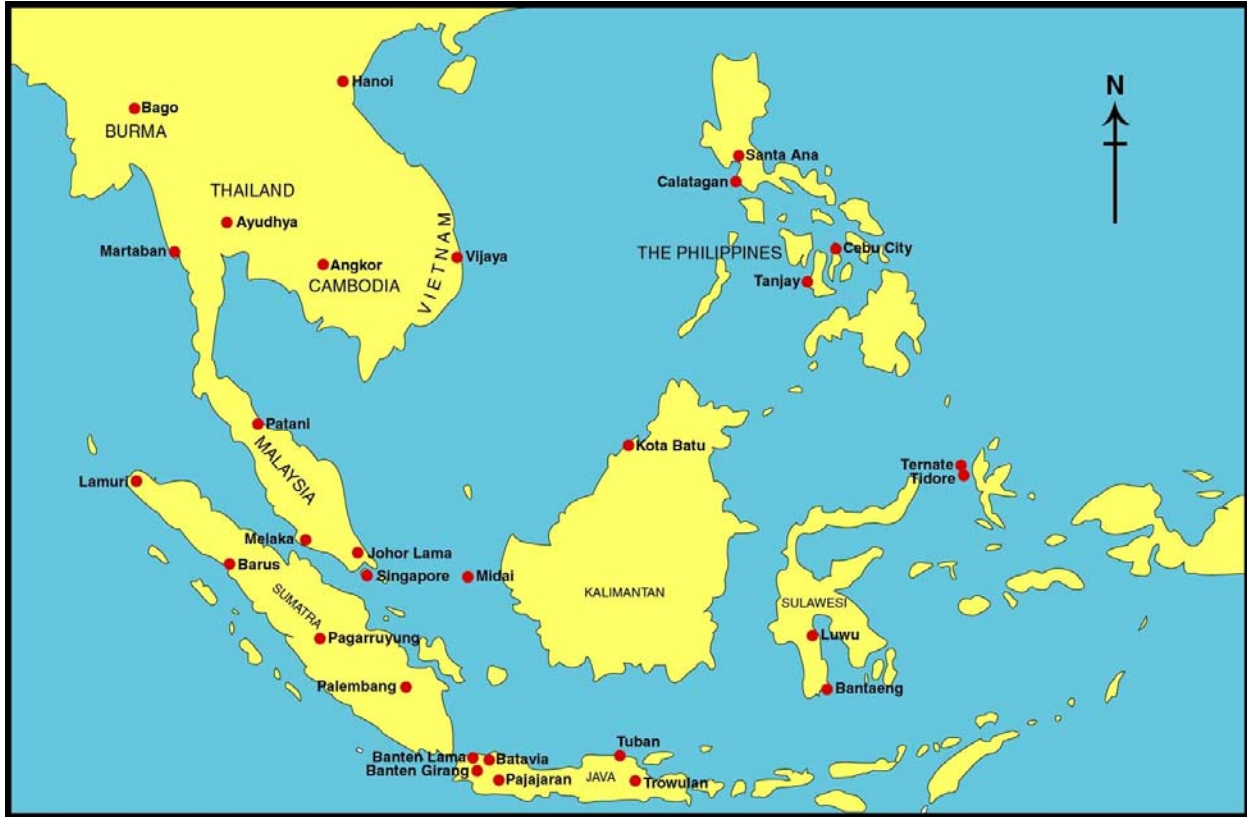 N
Hanoi
Bago
BURMA
Santa Ana
Calatagan
THAILAND
Ayudhya
Martaban
Angkor
CAMBODIA
VIETNAM
Vijaya
THE PHILIPPINES
Cebu City
Tanjay
Patani
MALAYSIA
Kota Batu
Ternate
Tidore
Lamuri
Melaka
Johor Lama
Barus
Singapore
Midai
SUMATRA
KALIMANTAN
SULAWESI
Luwu
Pagarruyung
Palembang
Bantaeng
Tuban
Banten Lama
Batavia
Banten Girang
Pajajaran
JAVA
Trowulan